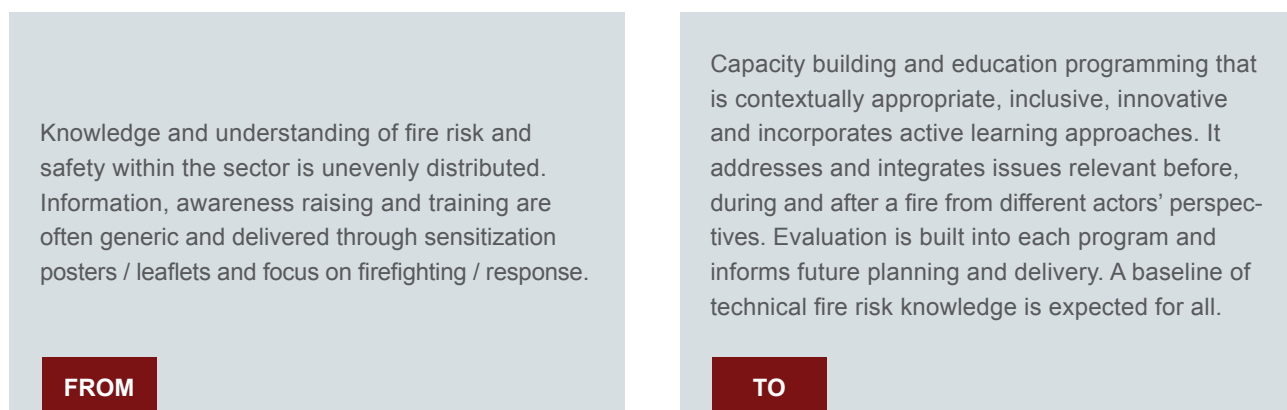 Knowledge and understanding of fire risk and
safety within the sector is unevenly distributed.
Information, awareness raising and training are
often generic and delivered through sensitization
posters / leaflets and focus on firefighting / response.
FROM
Capacity building and education programming that
is contextually appropriate, inclusive, innovative
and incorporates active learning approaches. It
addresses and integrates issues relevant before,
during and after a fire from different actors’ perspec-
tives. Evaluation is built into each program and
informs future planning and delivery. A baseline of
technical fire risk knowledge is expected for all.
TO